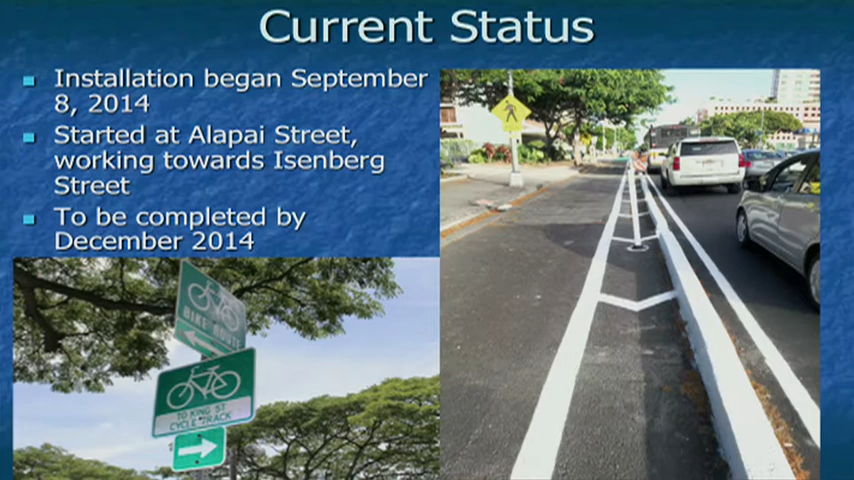 Current Status
Installation began September
8, 2014
Started at Alapai Street,
working towards Isenberg
Street
To be completed by
December 2014
BIKE ROUTE
TO KING ST
CYCLE TRACK